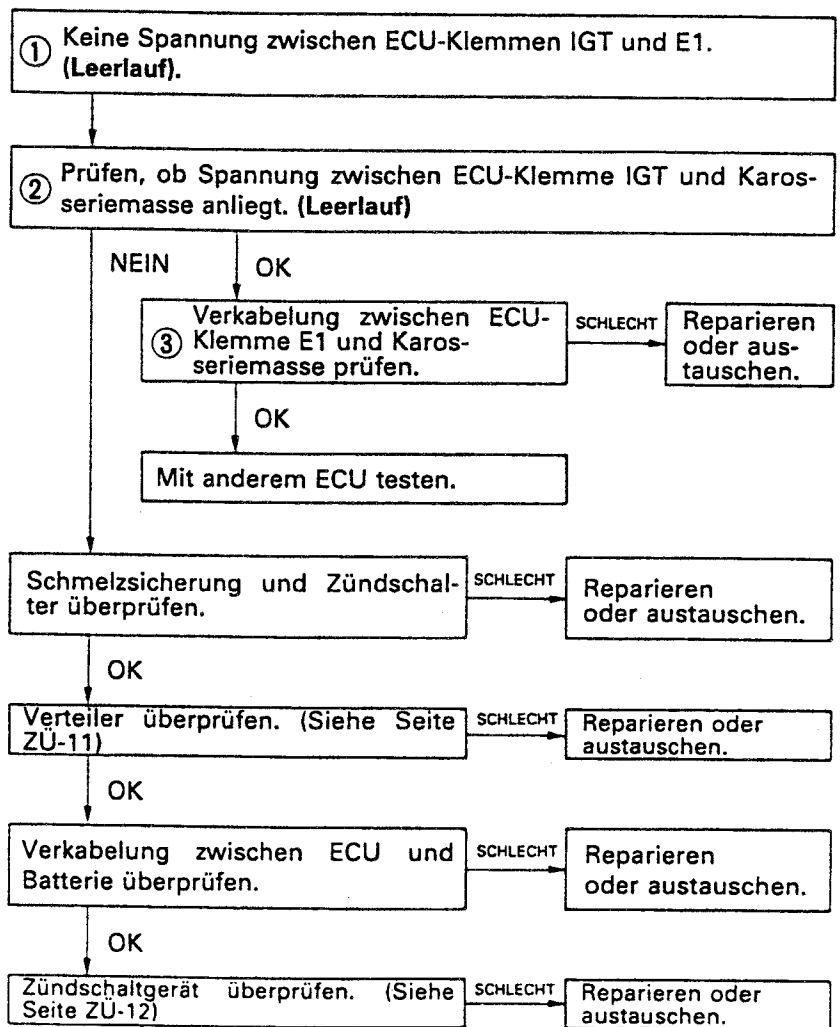 ① Keine Spannung zwischen ECU-Klemmen IGT und E1.
(Leerlauf).
② Prüfen, ob Spannung zwischen ECU-Klemme IGT und Karos-
seriemasse anliegt. (Leerlauf)
NEIN
OK
③ Verkabelung zwischen ECU-
Klemme E1 und Karos-
seriemasse prüfen.
SCHLECHT
Reparieren
oder aus-
tauschen.
OK
Mit anderem ECU testen.
Schmelzsicherung und Zündschal-
ter überprüfen.
SCHLECHT
Reparieren
oder austauschen.
OK
Verteiler überprüfen. (Siehe Seite
ZÜ-11)
SCHLECHT
Reparieren oder
austauschen.
OK
Verkabelung zwischen ECU und
Batterie überprüfen.
SCHLECHT
Reparieren
oder austauschen.
OK
Zündschaltgerät überprüfen. (Siehe
Seite ZÜ-12)
SCHLECHT
Reparieren oder
austauschen.